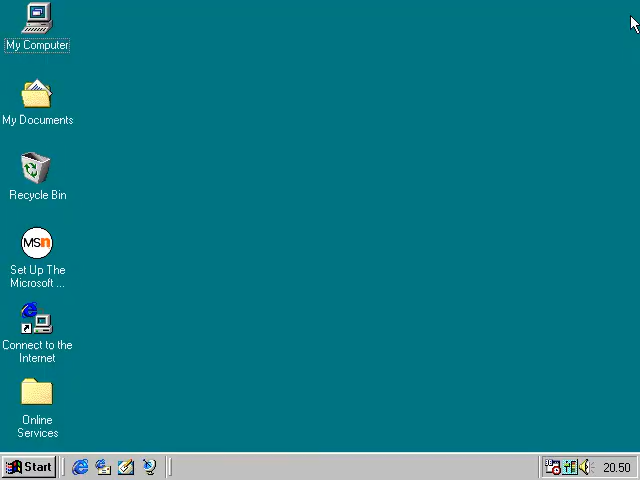 My Computer
My Documents
Recycle Bin
MSn
Set Up The
Microsoft ...
Connect to the
Internet
Online
Services
Start
20.50